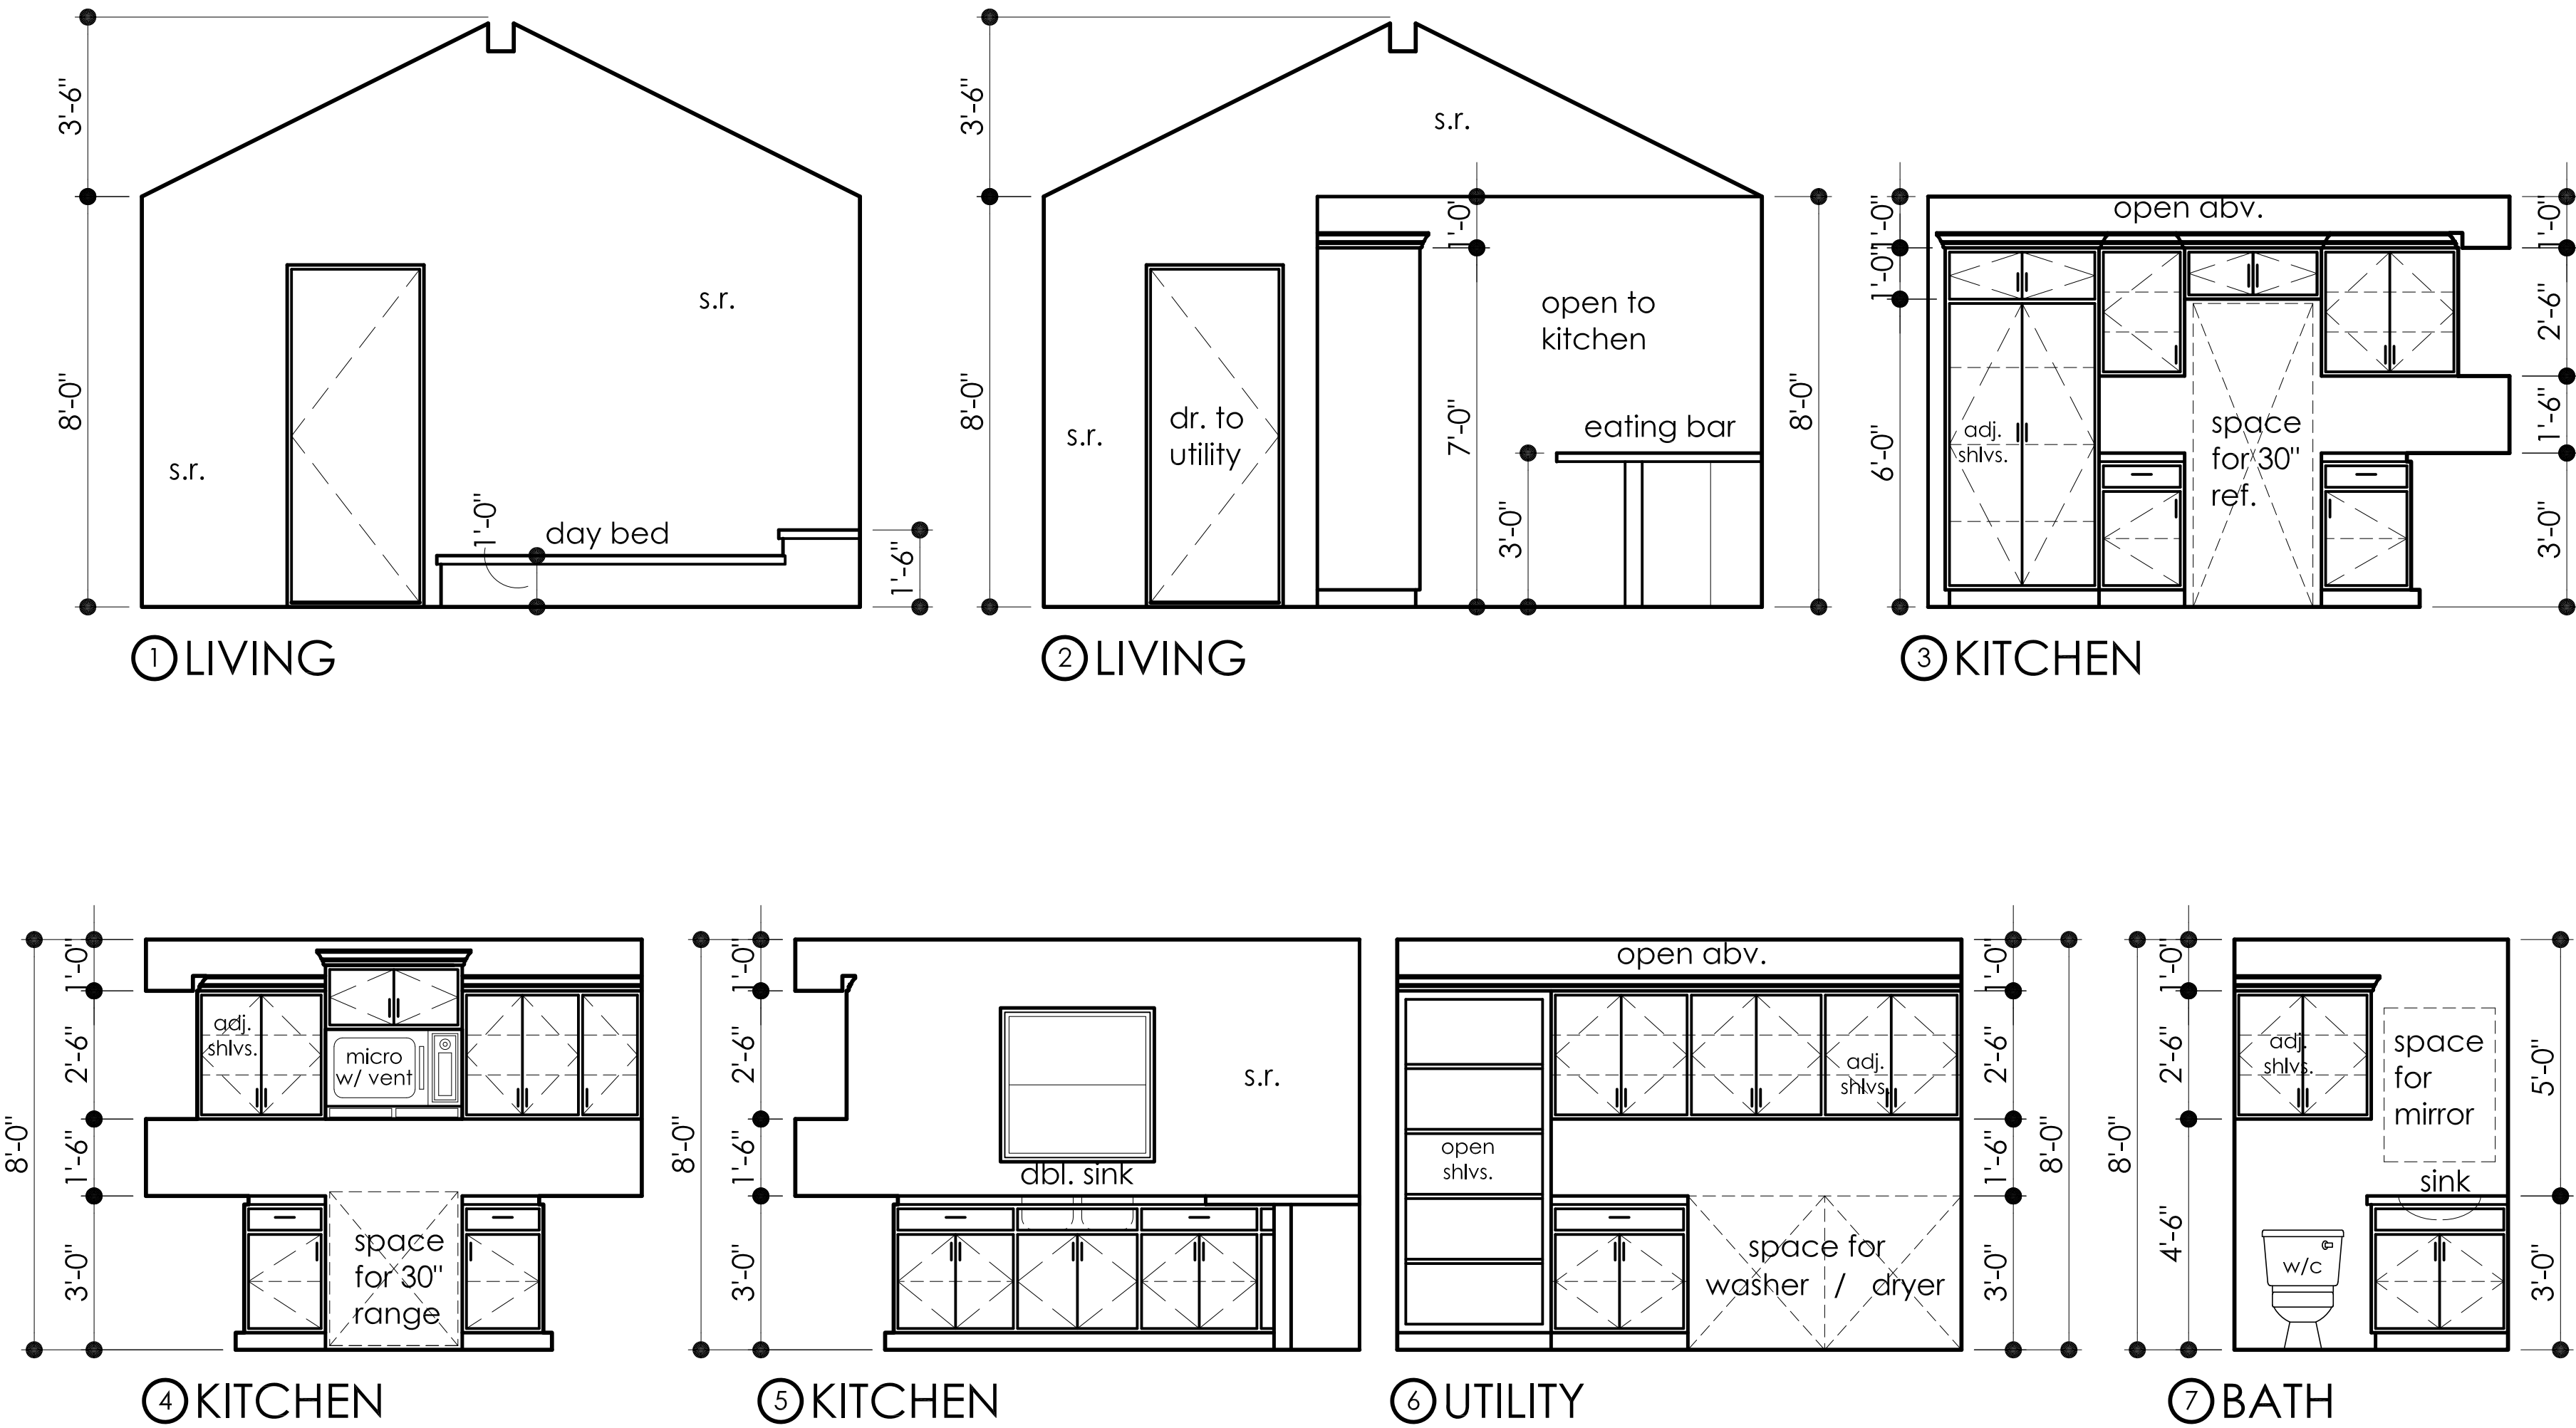 3'-6"
8'-0"
s.r.
s.r.
1'-0"
day bed
1'-6"
1 LIVING
3'-6"
8'-0"
s.r.
s.r.
dr. to
utility
1'-0"
7'-0"
open to
kitchen
eating bar
3'-0"
8'-0"
2 LIVING
1'-0"
1'-0"
6'-0"
open abv.
adj.
shlvs.
space
for 30"
ref.
1'-0"
2'-6"
1'-6"
3'-0"
3 KITCHEN
8'-0"
1'-0"
2'-6"
1'-6"
3'-0"
adj.
shlvs.
micro
w/ vent
space
for 30"
range
4 KITCHEN
8'-0"
1'-0"
2'-6"
1'-6"
3'-0"
s.r.
dbl. sink
5 KITCHEN
open abv.
open
shlvs.
adj.
shlvs.
space for
washer / dryer
1'-0"
2'-6"
1'-6"
3'-0"
8'-0"
6 UTILITY
8'-0"
1'-0"
2'-6"
4'-6"
adj.
shlvs.
space
for
mirror
sink
w/c
5'-0"
3'-0"
7 BATH